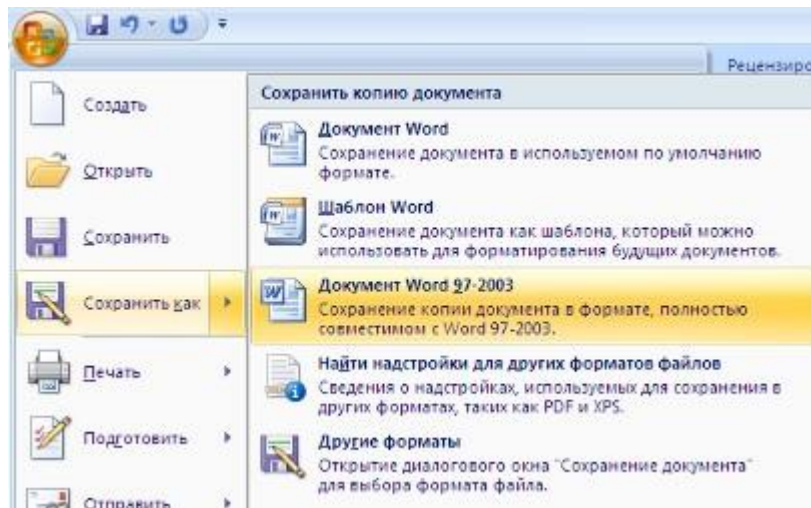 Рецензиро
Создать
Открыть
Сохранить
Сохранить как
Печать
Подготовить
Отправить
Сохранить копию документа
Документ Word
Сохранение документа в используемом по умолчанию
формате.
Шаблон Word
Сохранение документа как шаблона, который можно
использовать для форматирования будущих документов.
Документ Word 97-2003
Сохранение копии документа в формате, полностью
совместимом с Word 97-2003.
Найти надстройки для других форматов файлов
Сведения о надстройках, используемых для сохранения в
других форматах, таких как PDF и XPS.
Другие форматы
Открытие диалогового окна "Сохранение документа"
для выбора формата файла.